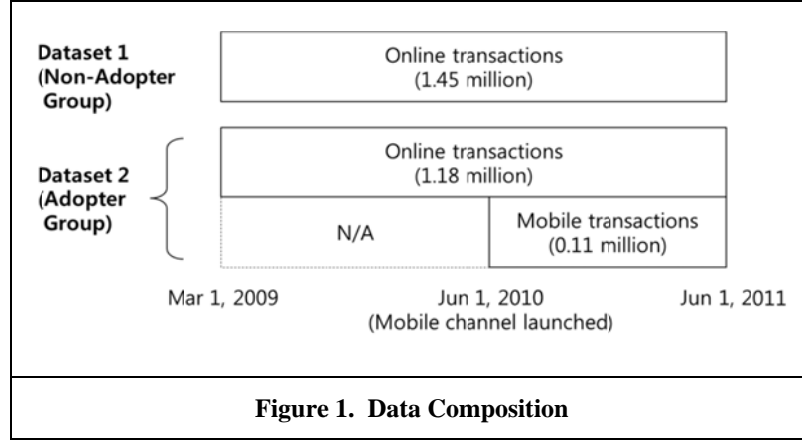 Dataset 1
(Non-Adopter
Group)
Online transactions
(1.45 million)
Dataset 2
(Adopter
Group)
Online transactions
(1.18 million)
N/A
Mobile transactions
(0.11 million)
Mar 1, 2009
Jun 1, 2010
(Mobile channel launched)
Jun 1, 2011
Figure 1. Data Composition